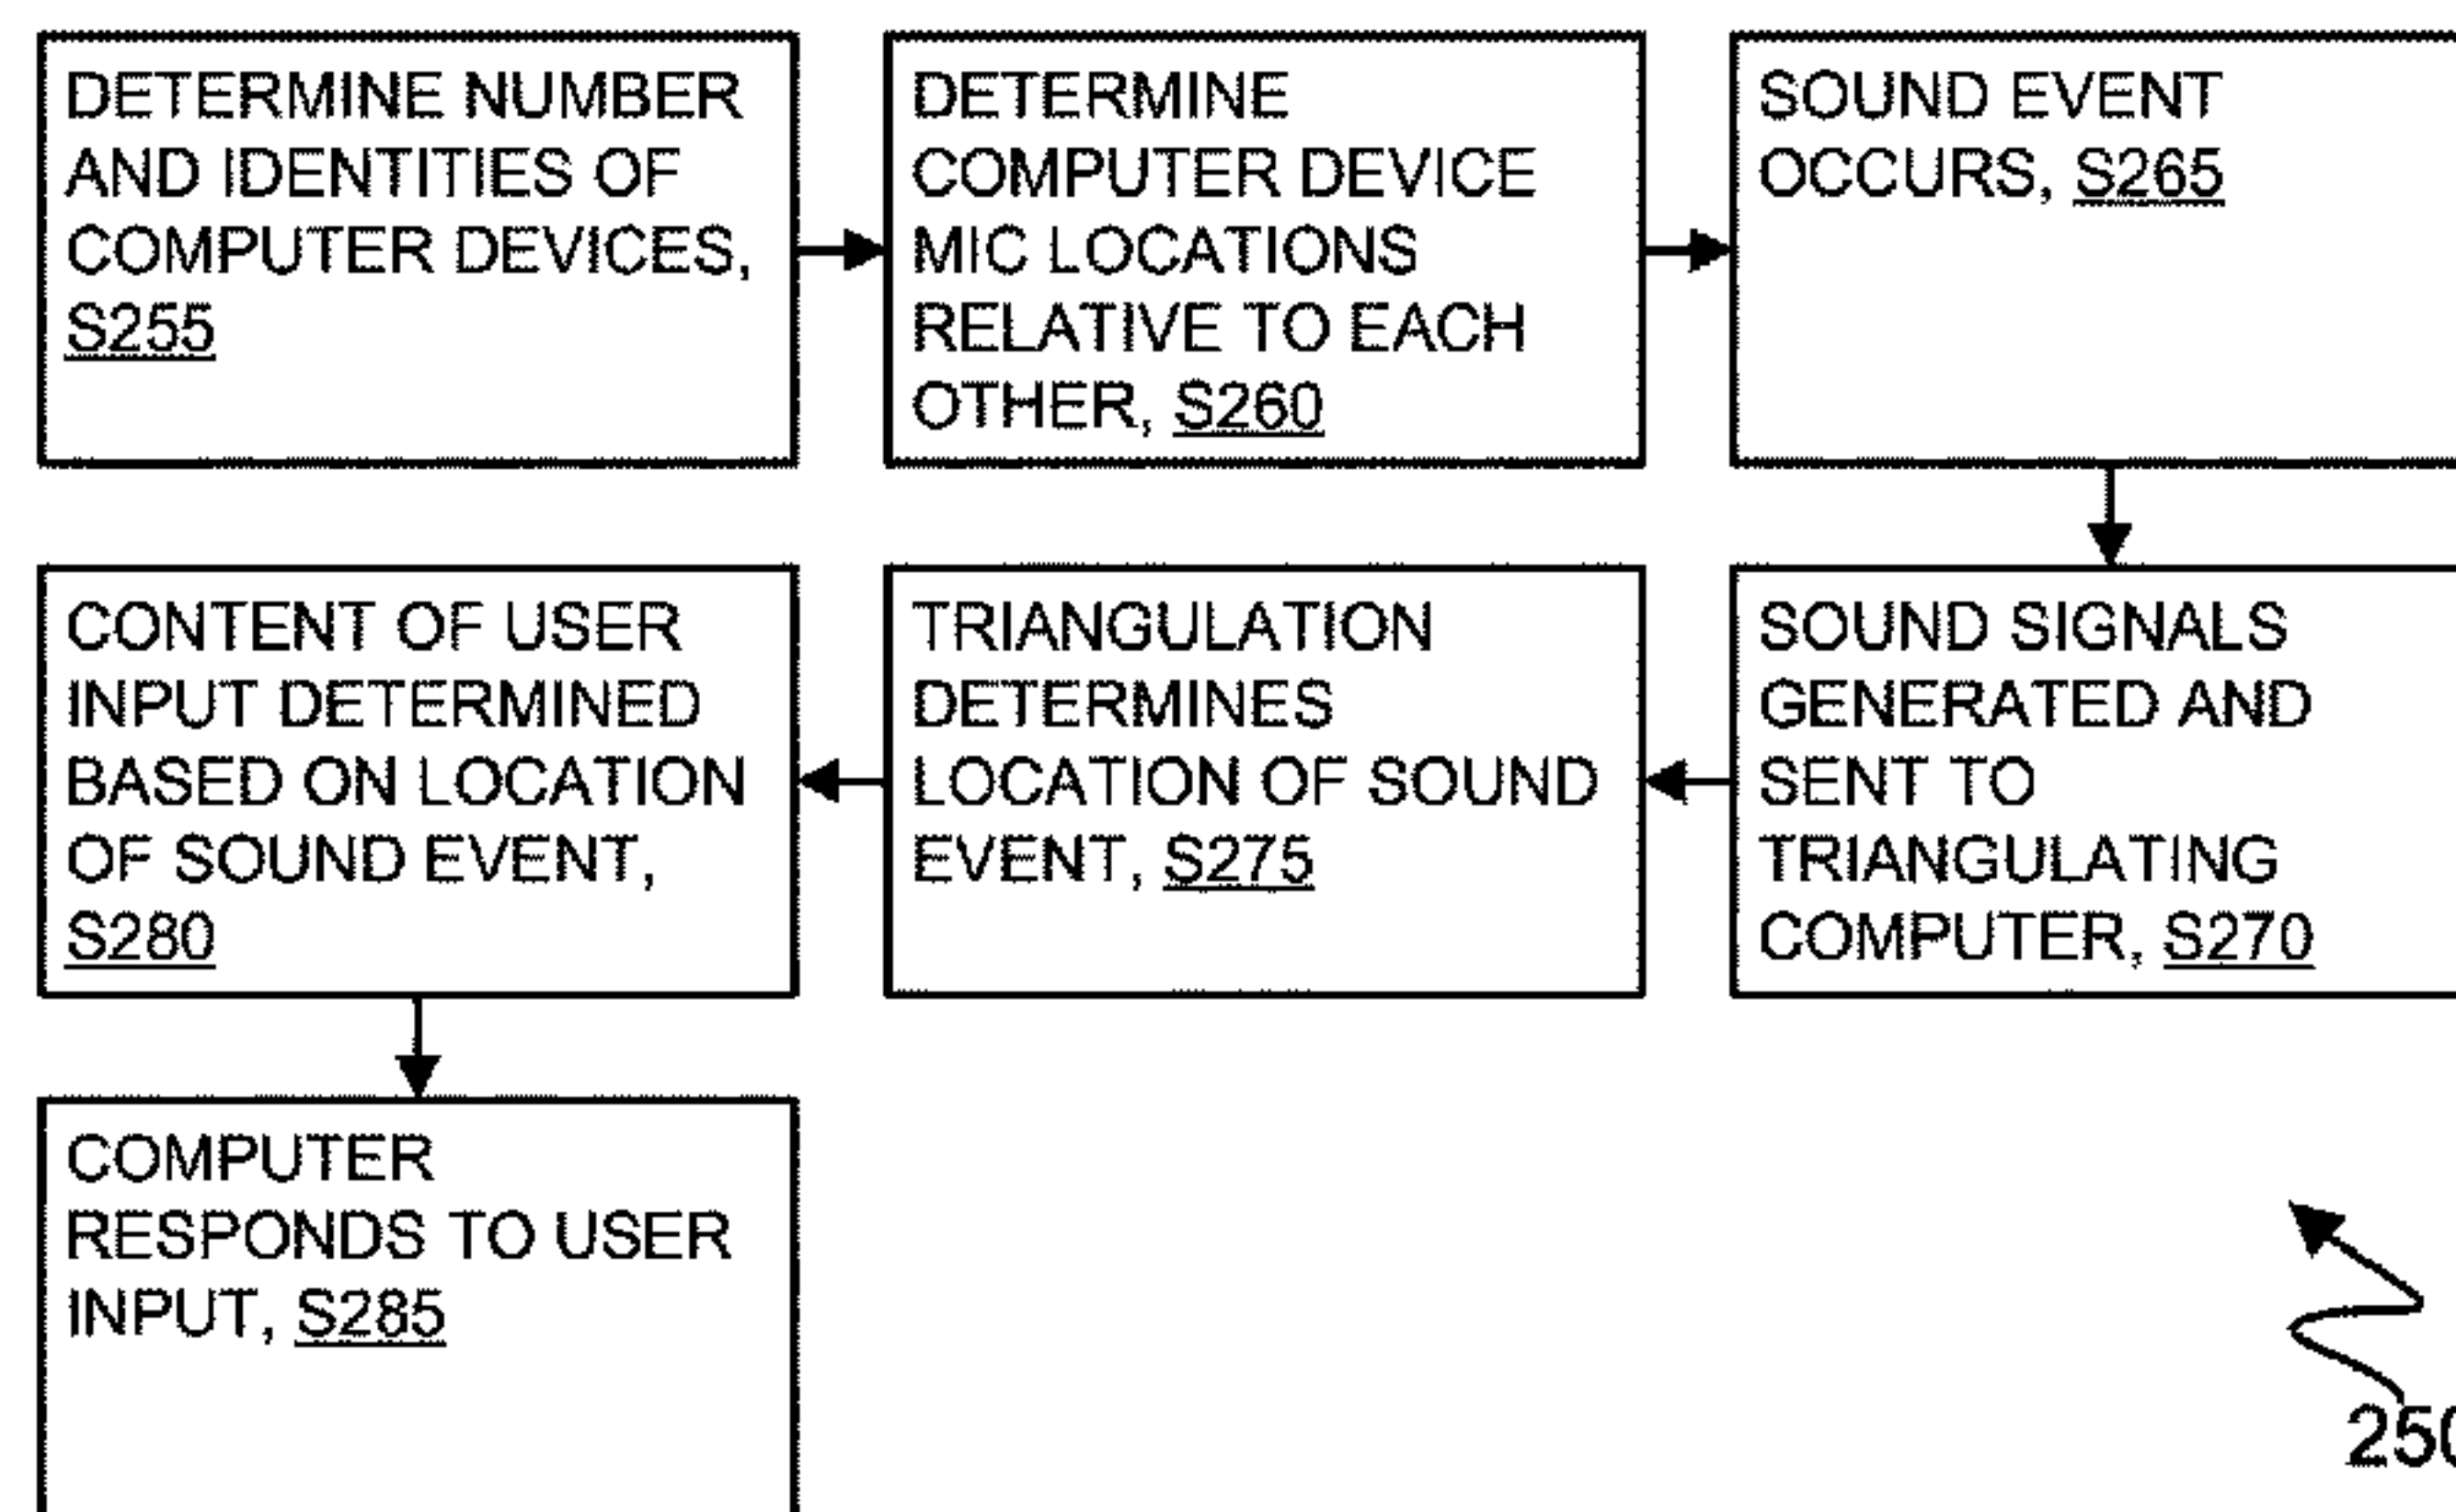 DETERMINE NUMBER
AND IDENTITIES OF
COMPUTER DEVICES,
S255
DETERMINE
COMPUTER DEVICE
MIC LOCATIONS
RELATIVE TO EACH
OTHER, S260
SOUND EVENT
OCCURS, S265
SOUND SIGNALS
GENERATED AND
SENT TO
TRIANGULATING
COMPUTER, S270
TRIANGULATION
DETERMINES
LOCATION OF SOUND
EVENT, S275
CONTENT OF USER
INPUT DETERMINED
BASED ON LOCATION
OF SOUND EVENT,
S280
COMPUTER
RESPONDS TO USER
INPUT, S285
250